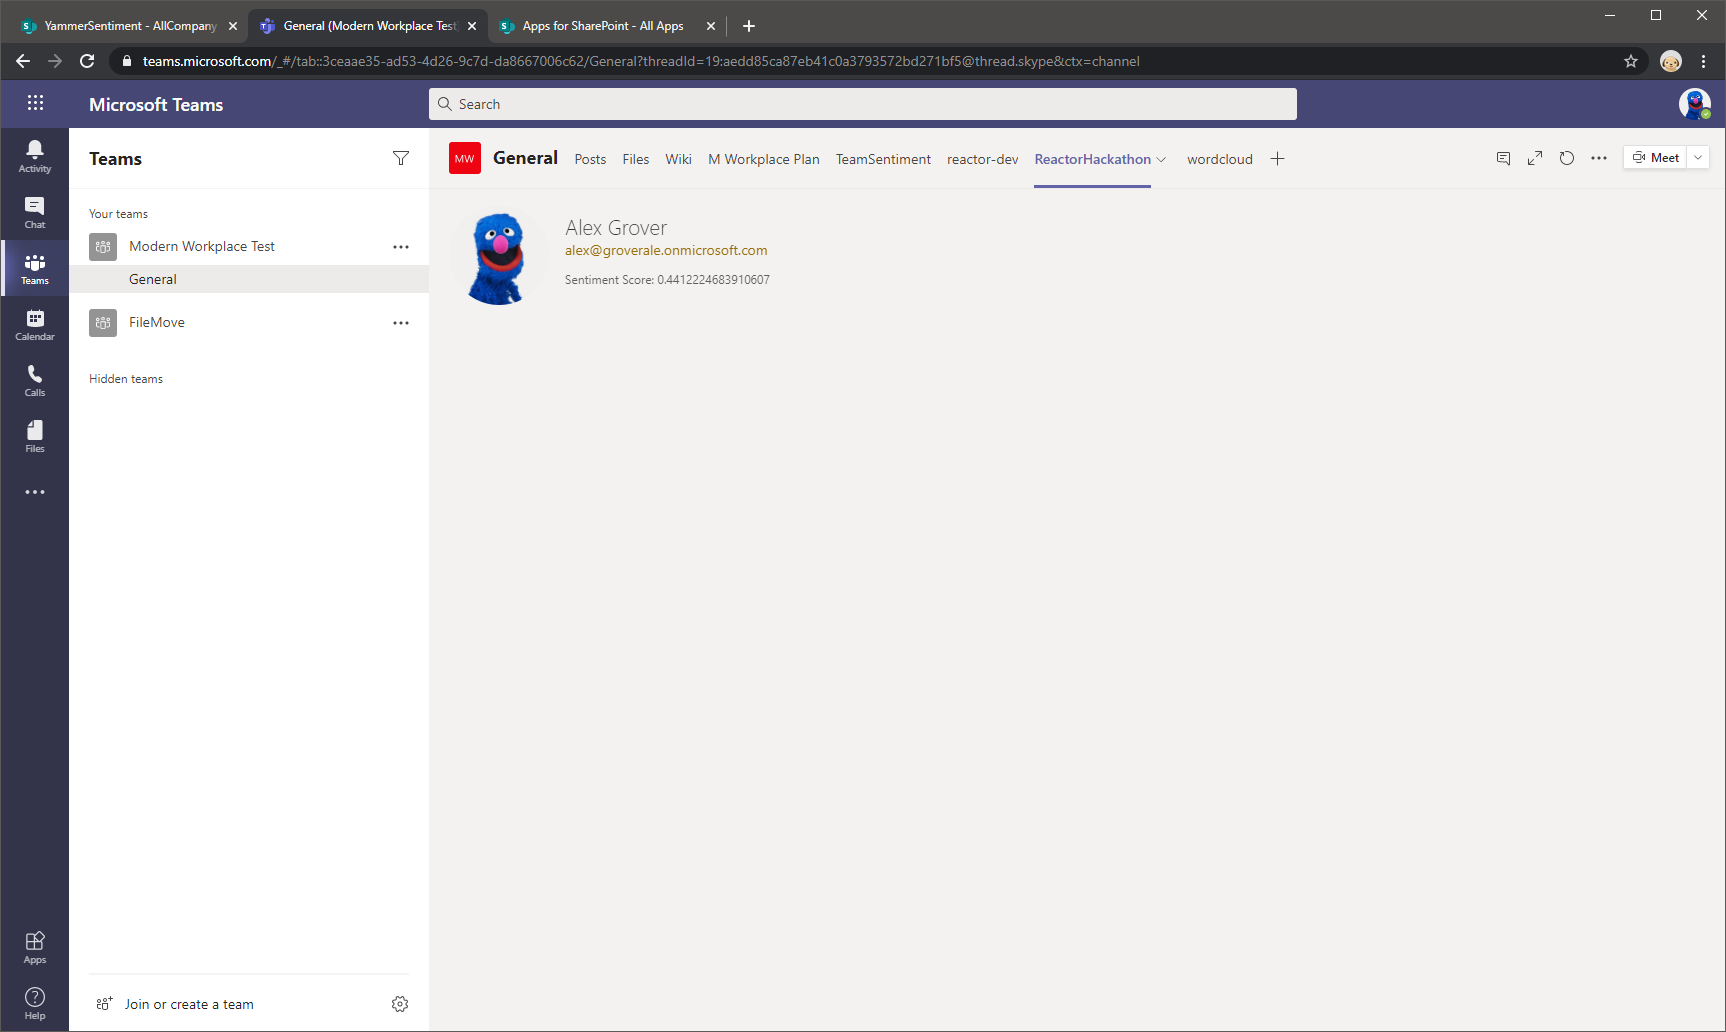 YammerSentiment - AllCompany
General (Modern Workplace Test
Apps for SharePoint - All Apps
teams.microsoft.com/_#/tab::3ceaae35-ad53-4d26-9c7d-da8667006c62/General?threadId=19:aedd85ca87eb41c0a3793572bd271bf5@thread.skype&ctx=channel
Microsoft Teams
Search
Activity
Chat
Teams
Calendar
Calls
Files
Apps
Help
Teams
Your teams
Modern Workplace Test
General
FileMove
Hidden teams
Join or create a team
MW
General
Posts
Files
Wiki
M Workplace Plan
TeamSentiment
reactor-dev
ReactorHackathon
wordcloud
Meet
Alex Grover
alex@groverale.onmicrosoft.com
Sentiment Score: 0.4412224683910607